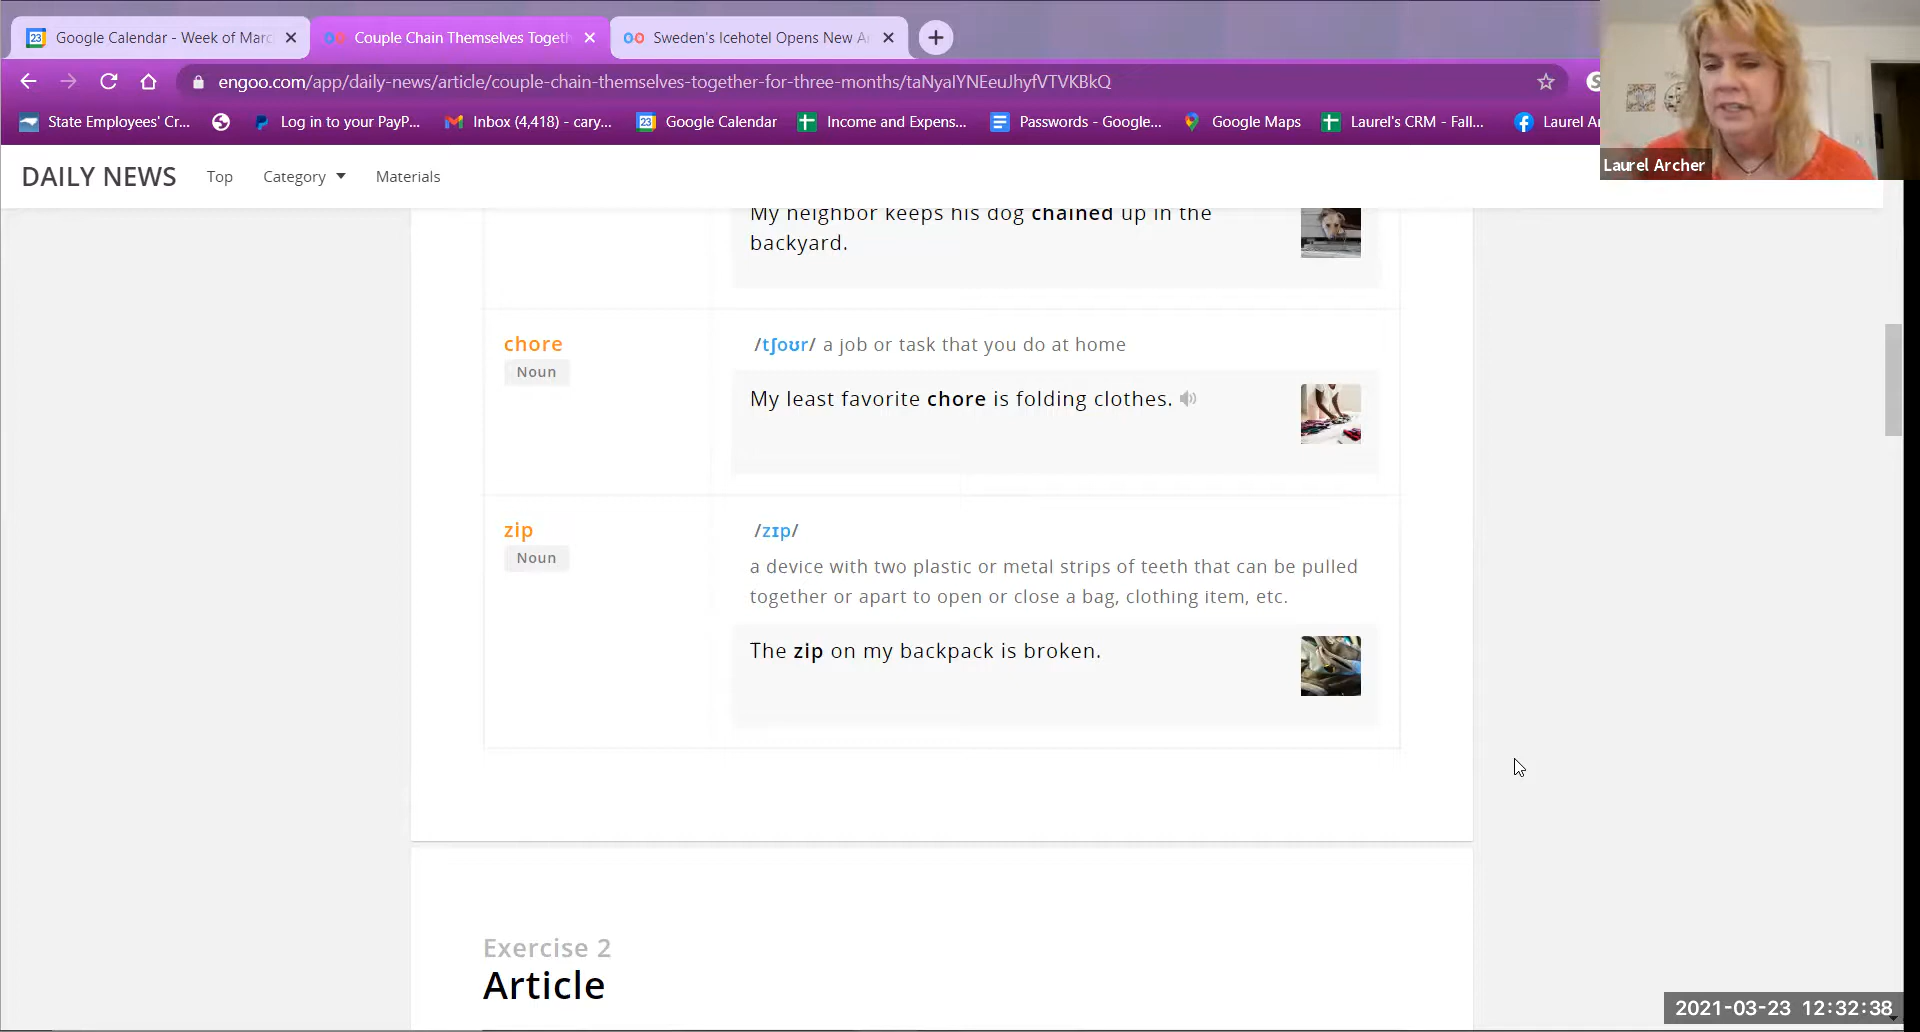 Google Calendar - Week of Marc
Couple Chain Themselves Togeth
Sweden's Icehotel Opens New A
engoo.com/app/daily-news/article/couple-chain-themselves-together-for-three-months/taNyaIYNEeuJhyfVTVKBkQ
State Employees' Cr...
Log in to your PayP...
Inbox (4,418) - cary...
Google Calendar
Income and Expens...
Passwords - Google...
Google Maps
Laurel's CRM - Fall...
Laurel Ar
Laurel Archer
DAILY NEWS
Top
Category
Materials
My neighbor keeps his dog chained up in the
backyard.
chore
/tʃoʊr/ a job or task that you do at home
Noun
My least favorite chore is folding clothes.
zip
/zɪp/
Noun
a device with two plastic or metal strips of teeth that can be pulled
together or apart to open or close a bag, clothing item, etc.
The zip on my backpack is broken.
Exercise 2
Article
2021-03-23 12:32:38